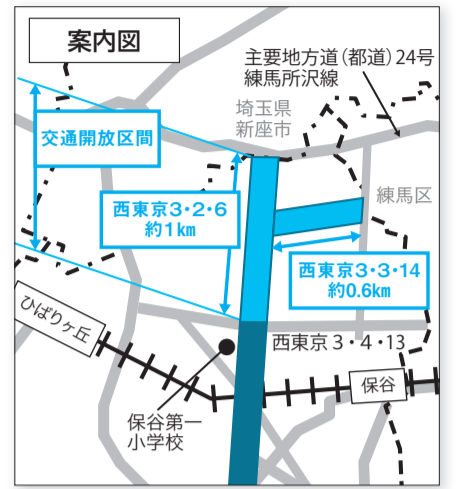 案内図
主要地方道（都道）24号
練馬所沢線
埼玉県
新座市
交通開放区間
練馬区
西東京3・2・6
約1km
西東京3・3・14
約0.6km
ひばりヶ丘
西東京3・4・13
保谷
保谷第一
小学校